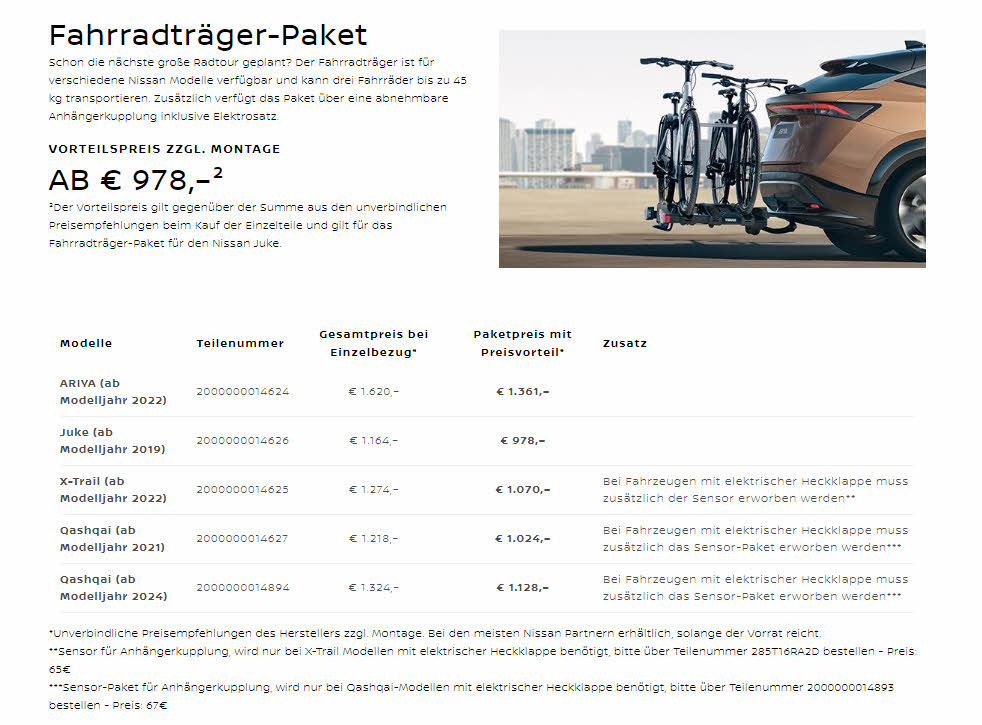 Fahrradträger-Paket
Schon die nächste große Radtour geplant? Der Fahrradträger ist für
verschiedene Nissan Modelle verfügbar und kann drei Fahrräder bis zu 45
kg transportieren. Zusätzlich verfügt das Paket über eine abnehmbare
Anhängerkupplung inklusive Elektrosatz.
VORTEILSPREIS ZZGL. MONTAGE
AB € 978,–²
²Der Vorteilspreis gilt gegenüber der Summe aus den unverbindlichen
Preisempfehlungen beim Kauf der Einzelteile und gilt für das
Fahrradträger-Paket für den Nissan Juke.
Modelle Teilenummer Gesamtpreis bei Einzelbezug* Paketpreis mit Preisvorteil* Zusatz
ARIVA (ab Modelljahr 2022) 2000000014624 € 1.620,– € 1.361,–
Juke (ab Modelljahr 2019) 2000000014626 € 1.164,– € 978,–
X-Trail (ab Modelljahr 2022) 2000000014625 € 1.274,– € 1.070,– Bei Fahrzeugen mit elektrischer Heckklappe muss zusätzlich der Sensor erworben werden**
Qashqai (ab Modelljahr 2021) 2000000014627 € 1.218,– € 1.024,– Bei Fahrzeugen mit elektrischer Heckklappe muss zusätzlich das Sensor-Paket erworben werden***
Qashqai (ab Modelljahr 2024) 2000000014894 € 1.324,– € 1.128,– Bei Fahrzeugen mit elektrischer Heckklappe muss zusätzlich das Sensor-Paket erworben werden***
*Unverbindliche Preisempfehlungen des Herstellers zzgl. Montage. Bei den meisten Nissan Partnern erhältlich, solange der Vorrat reicht.
**Sensor für Anhängerkupplung, wird nur bei X-Trail Modellen mit elektrischer Heckklappe benötigt, bitte über Teilenummer 285T16RA2D bestellen - Preis:
65€
***Sensor-Paket für Anhängerkupplung, wird nur bei Qashqai-Modellen mit elektrischer Heckklappe benötigt, bitte über Teilenummer 2000000014893
bestellen - Preis: 67€